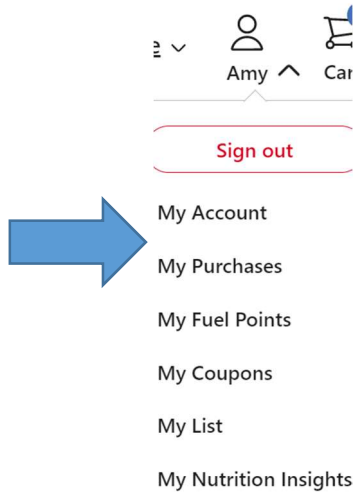 Amy
Sign out
My Account
My Purchases
My Fuel Points
My Coupons
My List
My Nutrition Insights